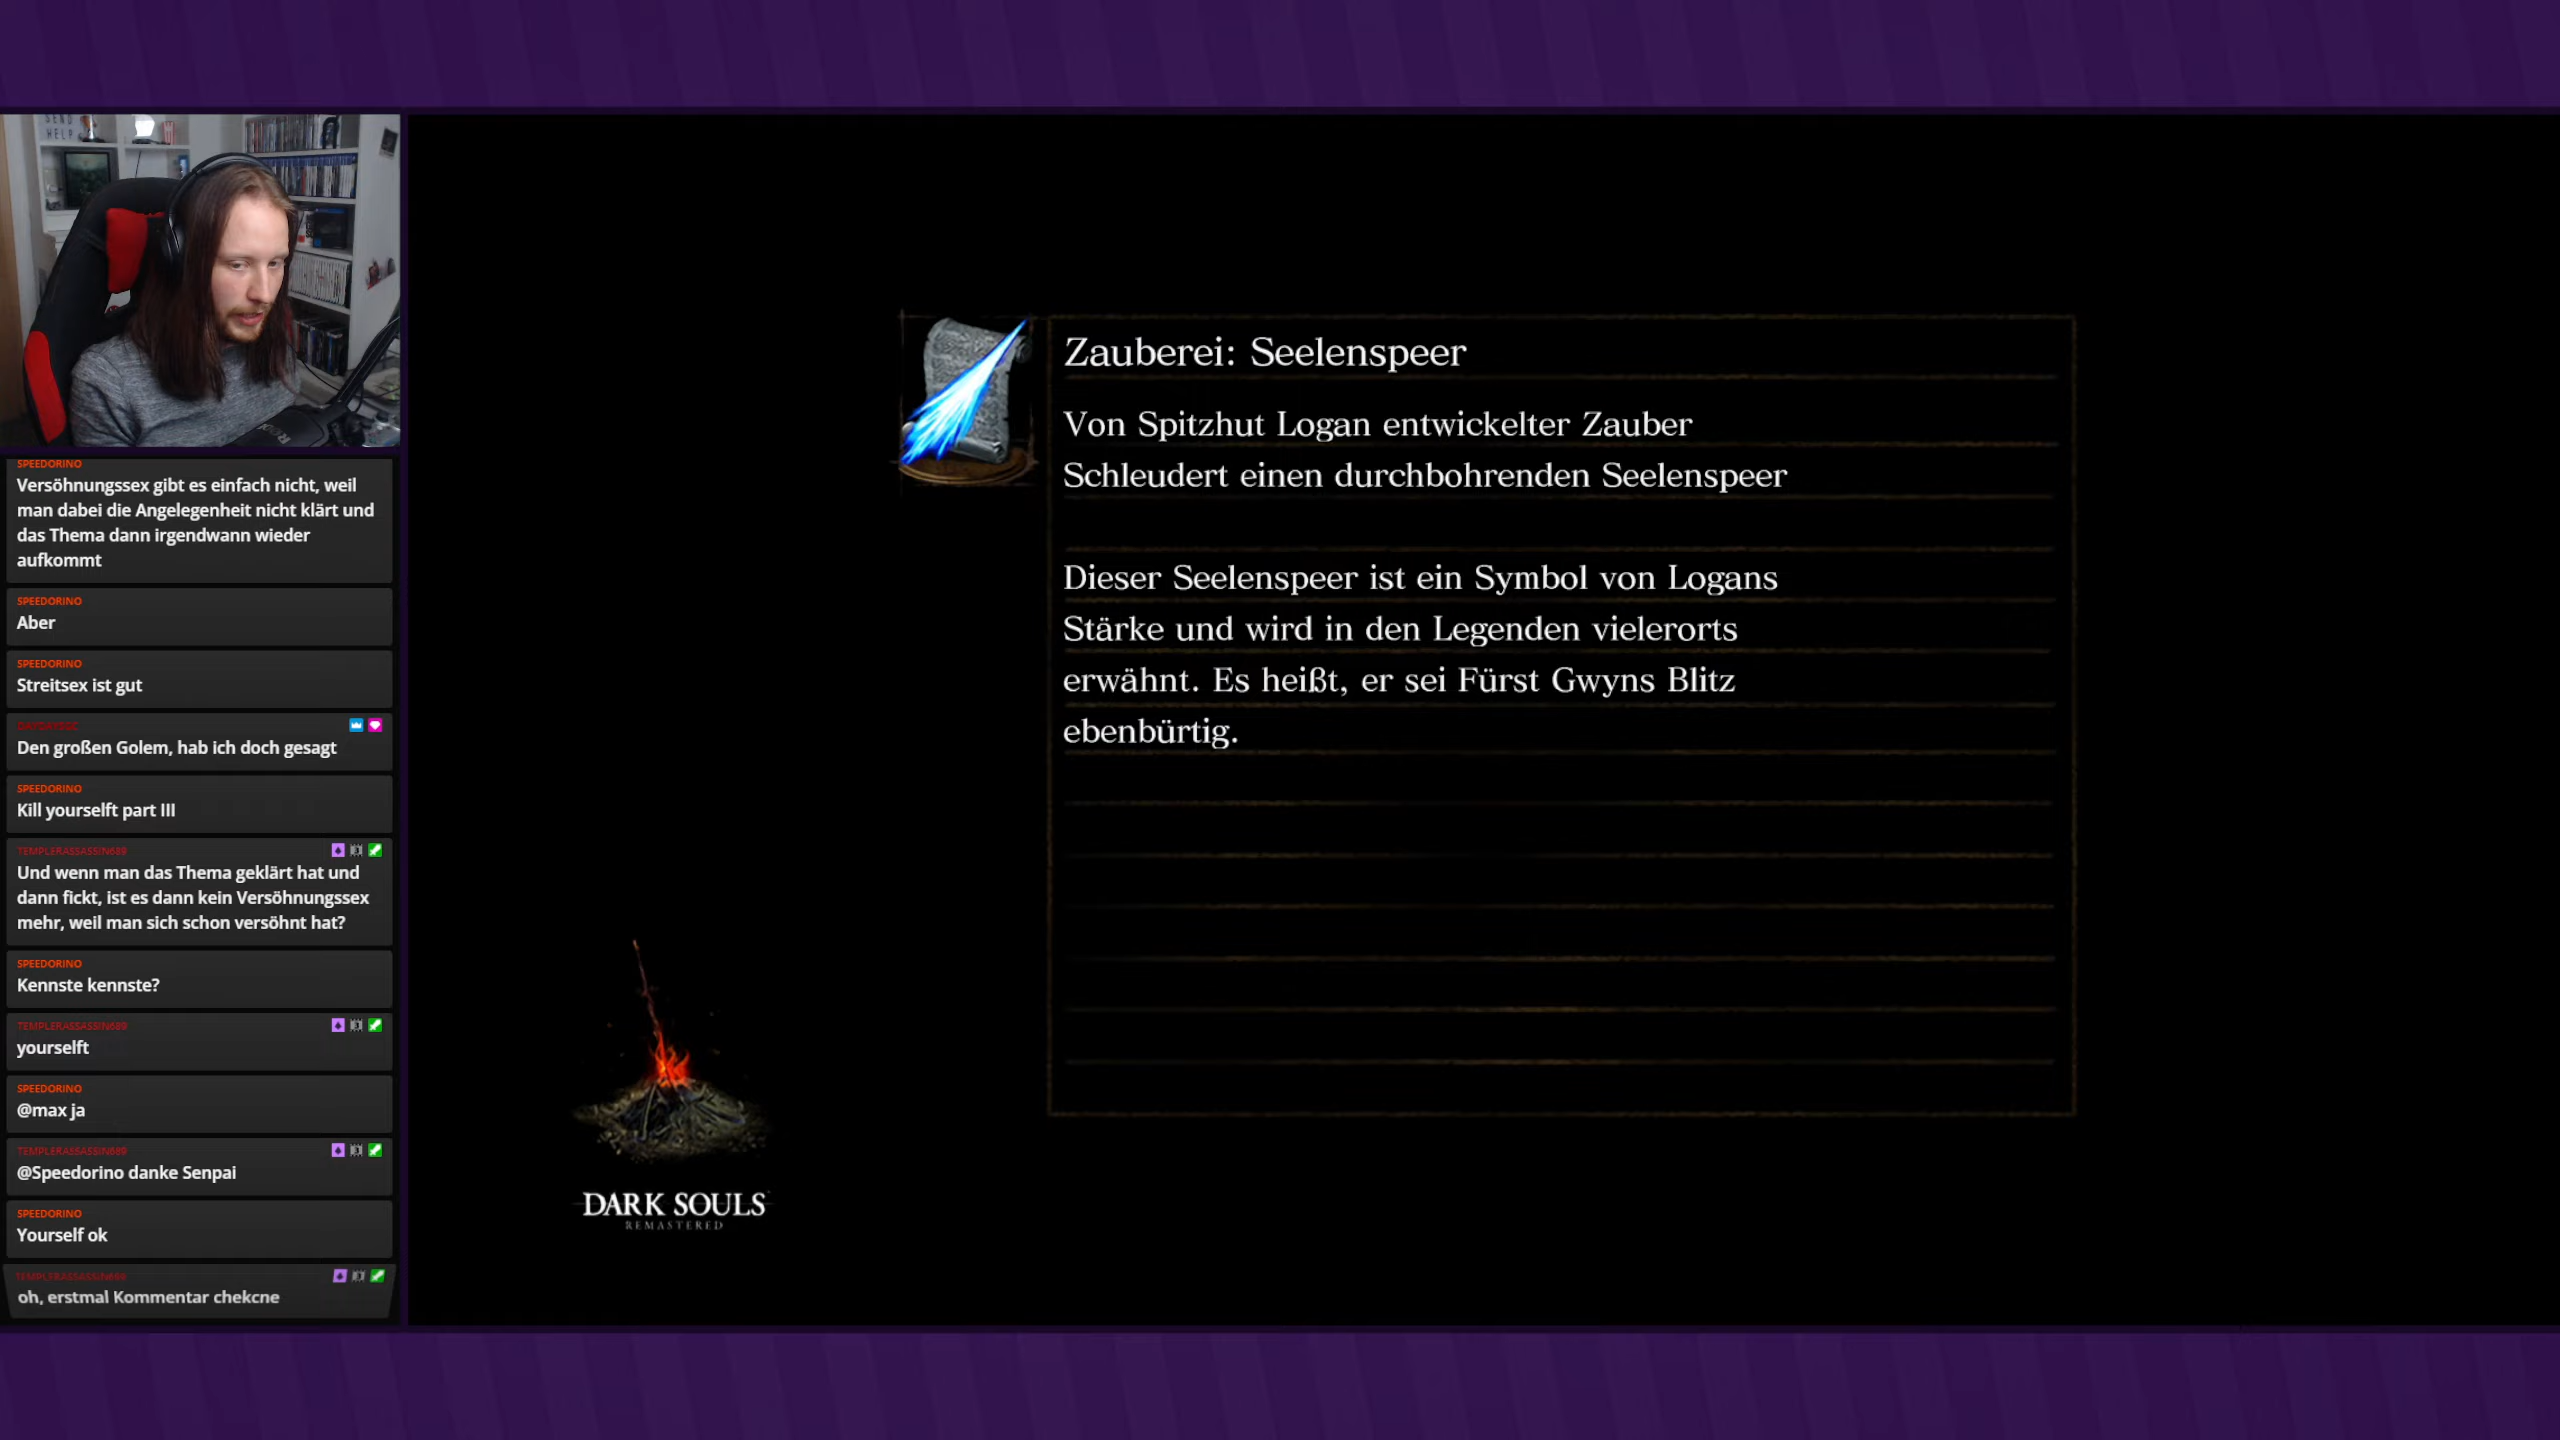 SEND
HELP
SPEEDORINO
Versöhnungssex gibt es einfach nicht, weil
man dabei die Angelegenheit nicht klärt und
das Thema dann irgendwann wieder
aufkommt
SPEEDORINO
Aber
SPEEDORINO
Streitsex ist gut
Den großen Golem, hab ich doch gesagt
SPEEDORINO
Kill yourselft part III
TEMPLERASSASSIN689
Und wenn man das Thema geklärt hat und
dann fickt, ist es dann kein Versöhnungssex
mehr, weil man sich schon versöhnt hat?
SPEEDORINO
Kennste kennste?
TEMPLERASSASSIN689
yourselft
SPEEDORINO
@max ja
TEMPLERASSASSIN689
@Speedorino danke Senpai
SPEEDORINO
Yourself ok
TEMPLERASSASSIN689
oh, erstmal Kommentar chekcne
Zauberei: Seelenspeer
Von Spitzhut Logan entwickelter Zauber
Schleudert einen durchbohrenden Seelenspeer
Dieser Seelenspeer ist ein Symbol von Logans
Stärke und wird in den Legenden vielerorts
erwähnt. Es heißt, er sei Fürst Gwyns Blitz
ebenbürtig.
DARK SOULS
REMASTERED